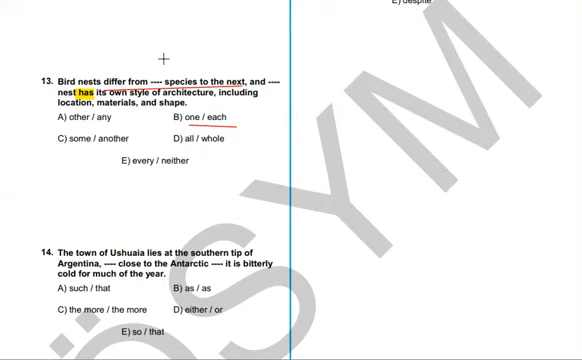 E) despite
13. Bird nests differ from ---- species to the next, and ----
nest has its own style of architecture, including
location, materials, and shape.
A) other / any
B) one / each
C) some / another
D) all / whole
E) every / neither
14. The town of Ushuaia lies at the southern tip of
Argentina, ---- close to the Antarctic ---- it is bitterly
cold for much of the year.
A) such / that
B) as / as
C) the more / the more
D) either / or
E) so / that
ÖSYM